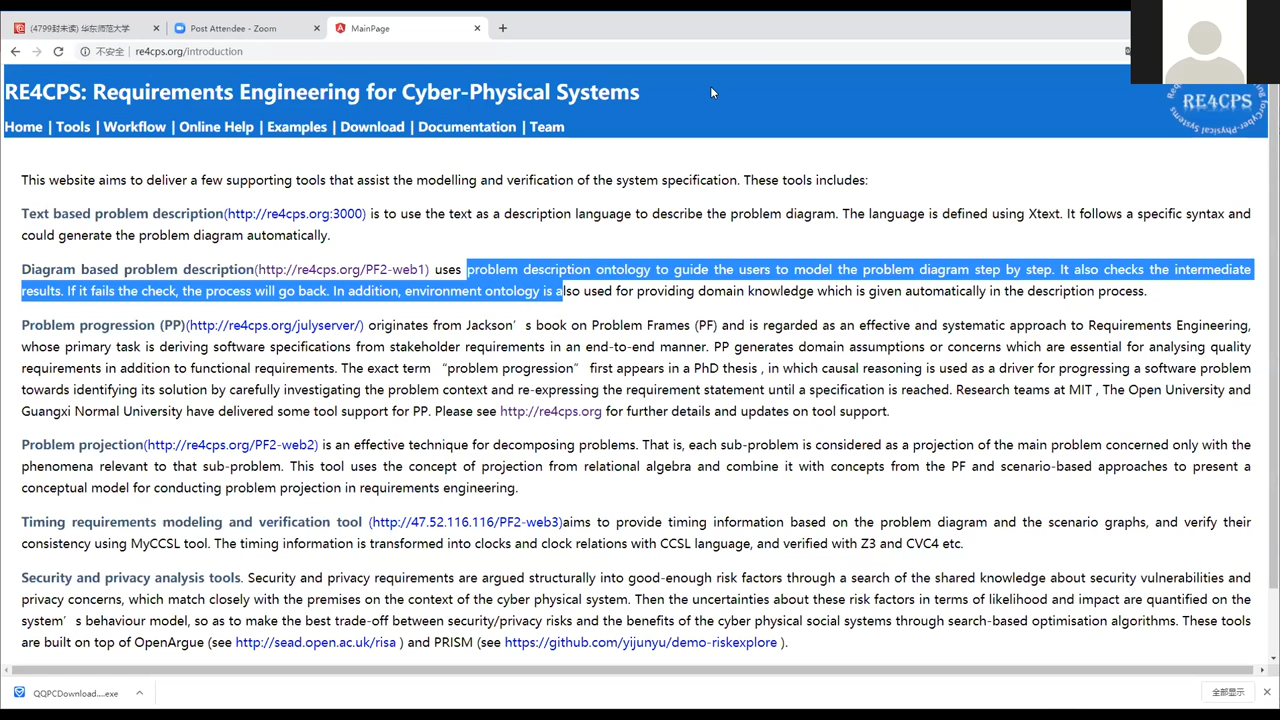 (4799封未读) 华东师范大学
Post Attendee - Zoom
MainPage
不安全
re4cps.org/introduction
RE4CPS: Requirements Engineering for Cyber-Physical Systems
RE4CPS
Home | Tools | Workflow | Online Help | Examples | Download | Documentation | Team
This website aims to deliver a few supporting tools that assist the modelling and verification of the system specification. These tools includes:
Text based problem description(http://re4cps.org:3000) is to use the text as a description language to describe the problem diagram. The language is defined using Xtext. It follows a specific syntax and
could generate the problem diagram automatically.
Diagram based problem description(http://re4cps.org/PF2-web1) uses problem description ontology to guide the users to model the problem diagram step by step. It also checks the intermediate
results. If it fails the check, the process will go back. In addition, environment ontology is also used for providing domain knowledge which is given automatically in the description process.
Problem progression (PP)(http://re4cps.org/julyserver/) originates from Jackson’s book on Problem Frames (PF) and is regarded as an effective and systematic approach to Requirements Engineering,
whose primary task is deriving software specifications from stakeholder requirements in an end-to-end manner. PP generates domain assumptions or concerns which are essential for analysing quality
requirements in addition to functional requirements. The exact term “problem progression” first appears in a PhD thesis , in which causal reasoning is used as a driver for progressing a software problem
towards identifying its solution by carefully investigating the problem context and re-expressing the requirement statement until a specification is reached. Research teams at MIT , The Open University and
Guangxi Normal University have delivered some tool support for PP. Please see http://re4cps.org for further details and updates on tool support.
Problem projection(http://re4cps.org/PF2-web2) is an effective technique for decomposing problems. That is, each sub-problem is considered as a projection of the main problem concerned only with the
phenomena relevant to that sub-problem. This tool uses the concept of projection from relational algebra and combine it with concepts from the PF and scenario-based approaches to present a
conceptual model for conducting problem projection in requirements engineering.
Timing requirements modeling and verification tool (http://47.52.116.116/PF2-web3)aims to provide timing information based on the problem diagram and the scenario graphs, and verify their
consistency using MyCCSL tool. The timing information is transformed into clocks and clock relations with CCSL language, and verified with Z3 and CVC4 etc.
Security and privacy analysis tools. Security and privacy requirements are argued structurally into good-enough risk factors through a search of the shared knowledge about security vulnerabilities and
privacy concerns, which match closely with the premises on the context of the cyber physical system. Then the uncertainties about these risk factors in terms of likelihood and impact are quantified on the
system’s behaviour model, so as to make the best trade-off between security/privacy risks and the benefits of the cyber physical social systems through search-based optimisation algorithms. These tools
are built on top of OpenArgue (see http://sead.open.ac.uk/risa ) and PRISM (see https://github.com/yijunyu/demo-riskexplore ).
QQPCDownload....exe
全部显示